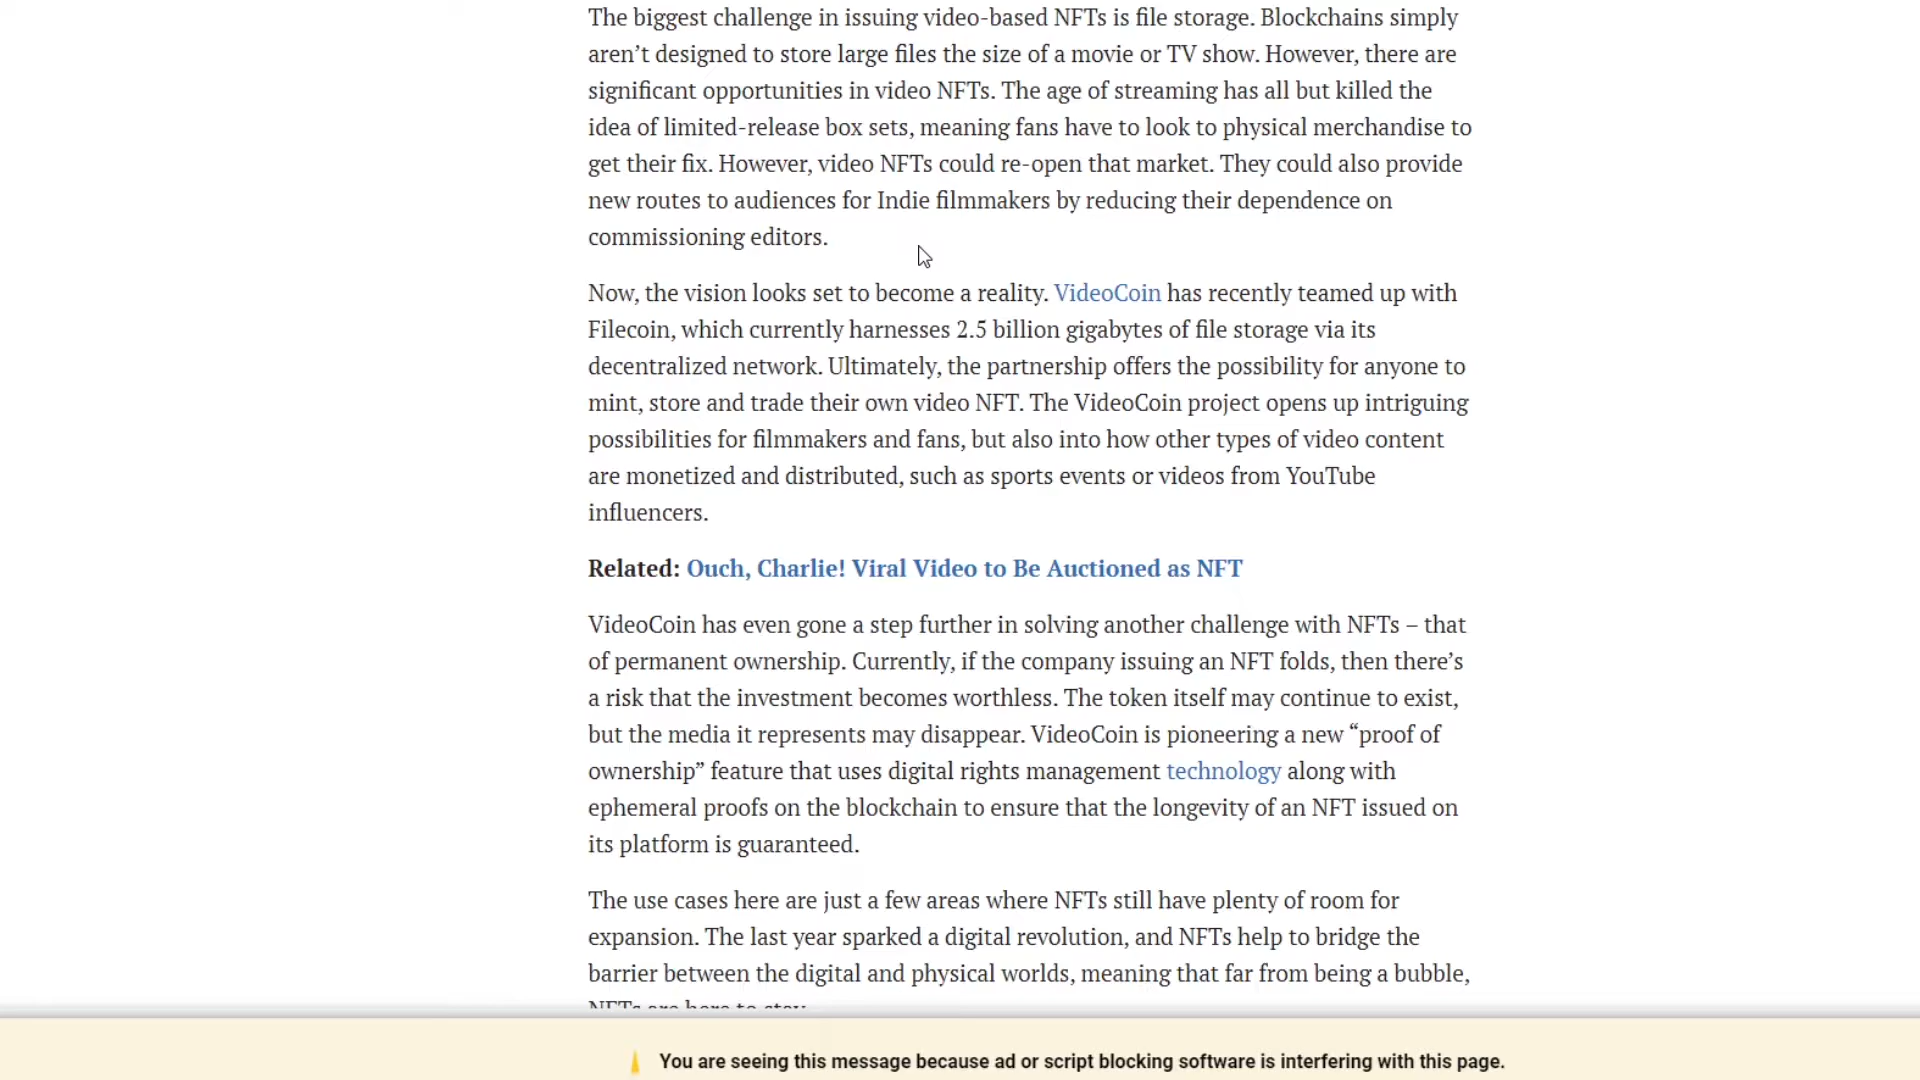 The biggest challenge in issuing video-based NFTs is file storage. Blockchains simply
aren’t designed to store large files the size of a movie or TV show. However, there are
significant opportunities in video NFTs. The age of streaming has all but killed the
idea of limited-release box sets, meaning fans have to look to physical merchandise to
get their fix. However, video NFTs could re-open that market. They could also provide
new routes to audiences for Indie filmmakers by reducing their dependence on
commissioning editors.
Now, the vision looks set to become a reality. VideoCoin has recently teamed up with
Filecoin, which currently harnesses 2.5 billion gigabytes of file storage via its
decentralized network. Ultimately, the partnership offers the possibility for anyone to
mint, store and trade their own video NFT. The VideoCoin project opens up intriguing
possibilities for filmmakers and fans, but also into how other types of video content
are monetized and distributed, such as sports events or videos from YouTube
influencers.
Related: Ouch, Charlie! Viral Video to Be Auctioned as NFT
VideoCoin has even gone a step further in solving another challenge with NFTs – that
of permanent ownership. Currently, if the company issuing an NFT folds, then there’s
a risk that the investment becomes worthless. The token itself may continue to exist,
but the media it represents may disappear. VideoCoin is pioneering a new “proof of
ownership” feature that uses digital rights management technology along with
ephemeral proofs on the blockchain to ensure that the longevity of an NFT issued on
its platform is guaranteed.
The use cases here are just a few areas where NFTs still have plenty of room for
expansion. The last year sparked a digital revolution, and NFTs help to bridge the
barrier between the digital and physical worlds, meaning that far from being a bubble,
NFTs are here to stay.
You are seeing this message because ad or script blocking software is interfering with this page.